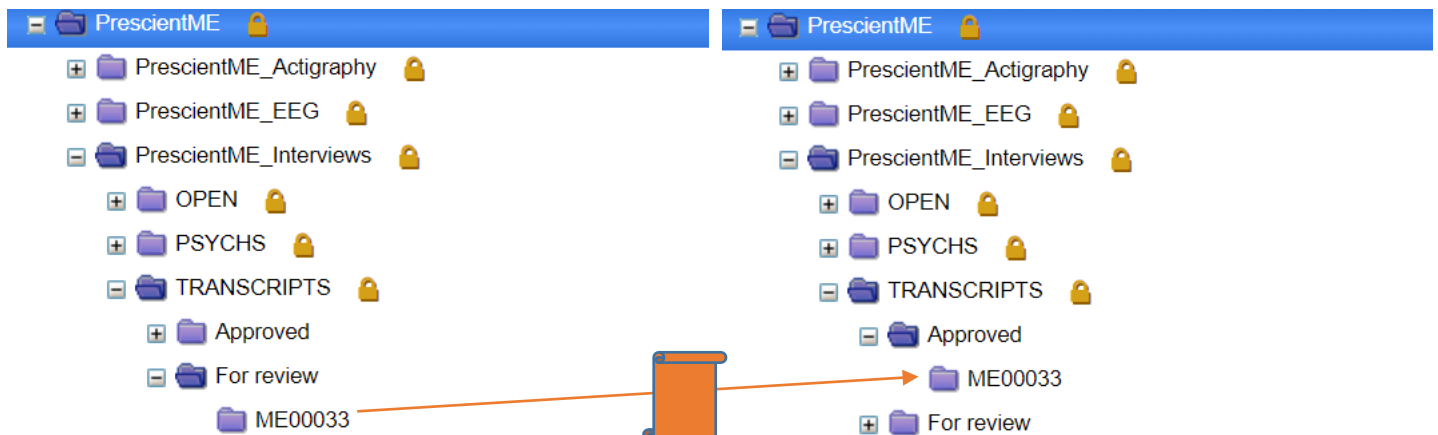 PrescientME
PrescientME_Actigraphy
PrescientME_EEG
PrescientME_Interviews
OPEN
PSYCHS
TRANSCRIPTS
Approved
For review
ME00033
PrescientME
PrescientME_Actigraphy
PrescientME_EEG
PrescientME_Interviews
OPEN
PSYCHS
TRANSCRIPTS
Approved
ME00033
For review